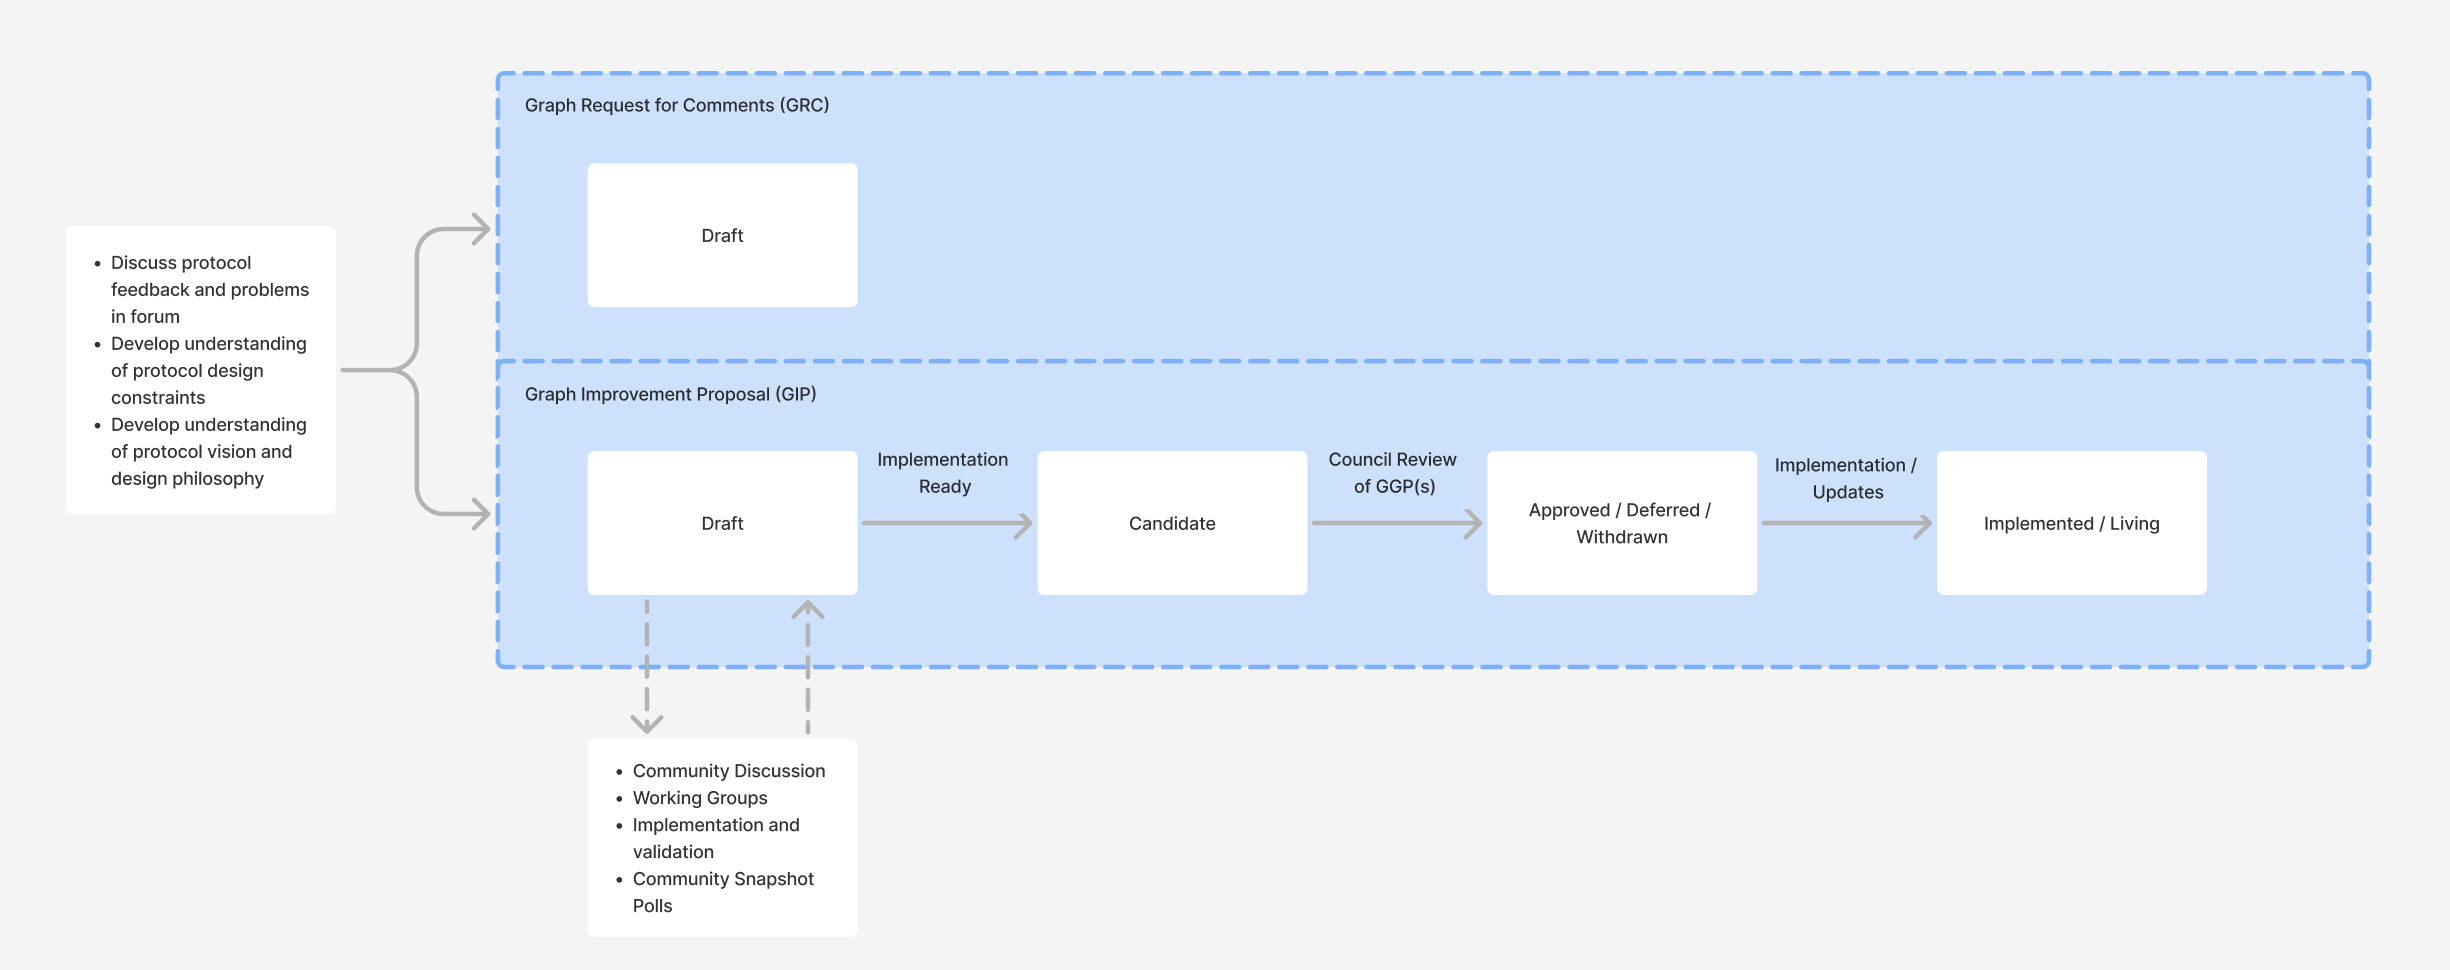 Graph Request for Comments (GRC)
Draft
• Discuss protocol
feedback and problems
in forum
• Develop understanding
of protocol design
constraints
• Develop understanding
of protocol vision and
design philosophy
Graph Improvement Proposal (GIP)
Draft
Implementation
Ready
Candidate
Council Review
of GGP(s)
Approved / Deferred /
Withdrawn
Implementation /
Updates
Implemented / Living
• Community Discussion
• Working Groups
• Implementation and
validation
• Community Snapshot
Polls